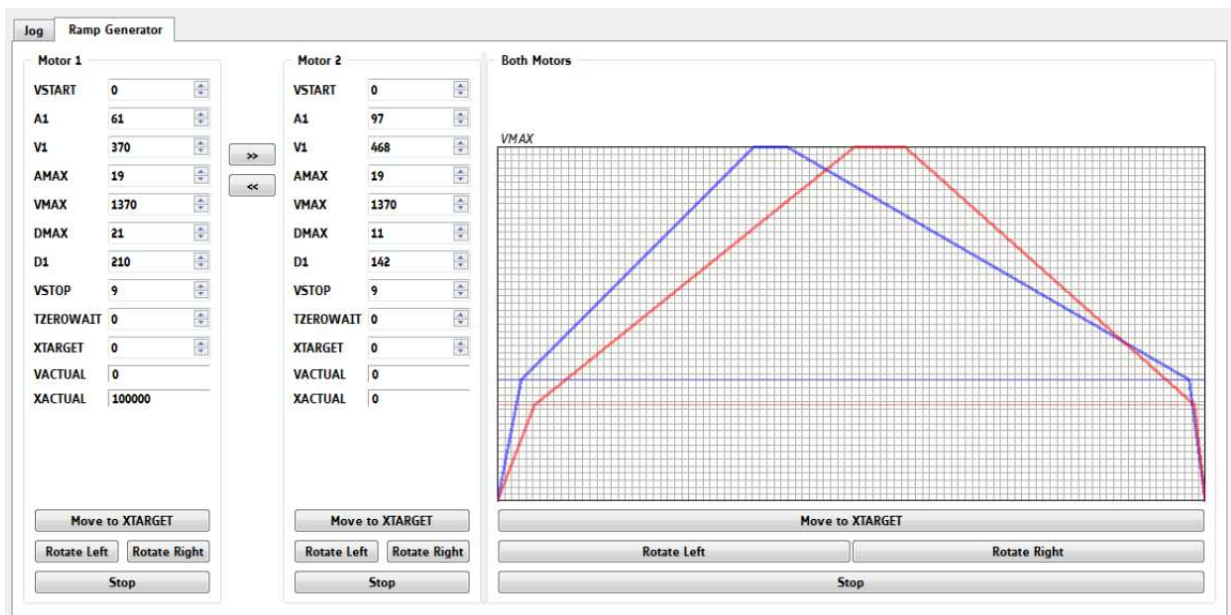 Jog Ramp Generator
Motor 1
VSTART 0
A1 61
V1 370
AMAX 19
VMAX 1370
DMAX 21
D1 210
VSTOP 9
TZEROWAIT 0
XTARGET 0
VACTUAL 0
XACTUAL 100000
Move to XTARGET
Rotate Left Rotate Right
Stop
>>
<<
Motor 2
VSTART 0
A1 97
V1 468
AMAX 19
VMAX 1370
DMAX 11
D1 142
VSTOP 9
TZEROWAIT 0
XTARGET 0
VACTUAL 0
XACTUAL 0
Move to XTARGET
Rotate Left Rotate Right
Stop
Both Motors
VMAX
Move to XTARGET
Rotate Left Rotate Right
Stop